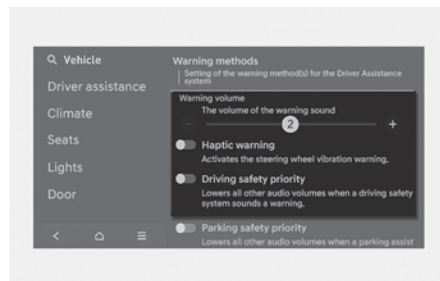 Vehicle
Driver assistance
Climate
Seats
Lights
Door
Warning methods
Setting of the warning method(s) for the Driver Assistance
system
Warning volume
The volume of the warning sound
2
Haptic warning
Activates the steering wheel vibration warning.
Driving safety priority
Lowers all other audio volumes when a driving safety
system sounds a warning.
Parking safety priority
Lowers all other audio volumes when a parking assist